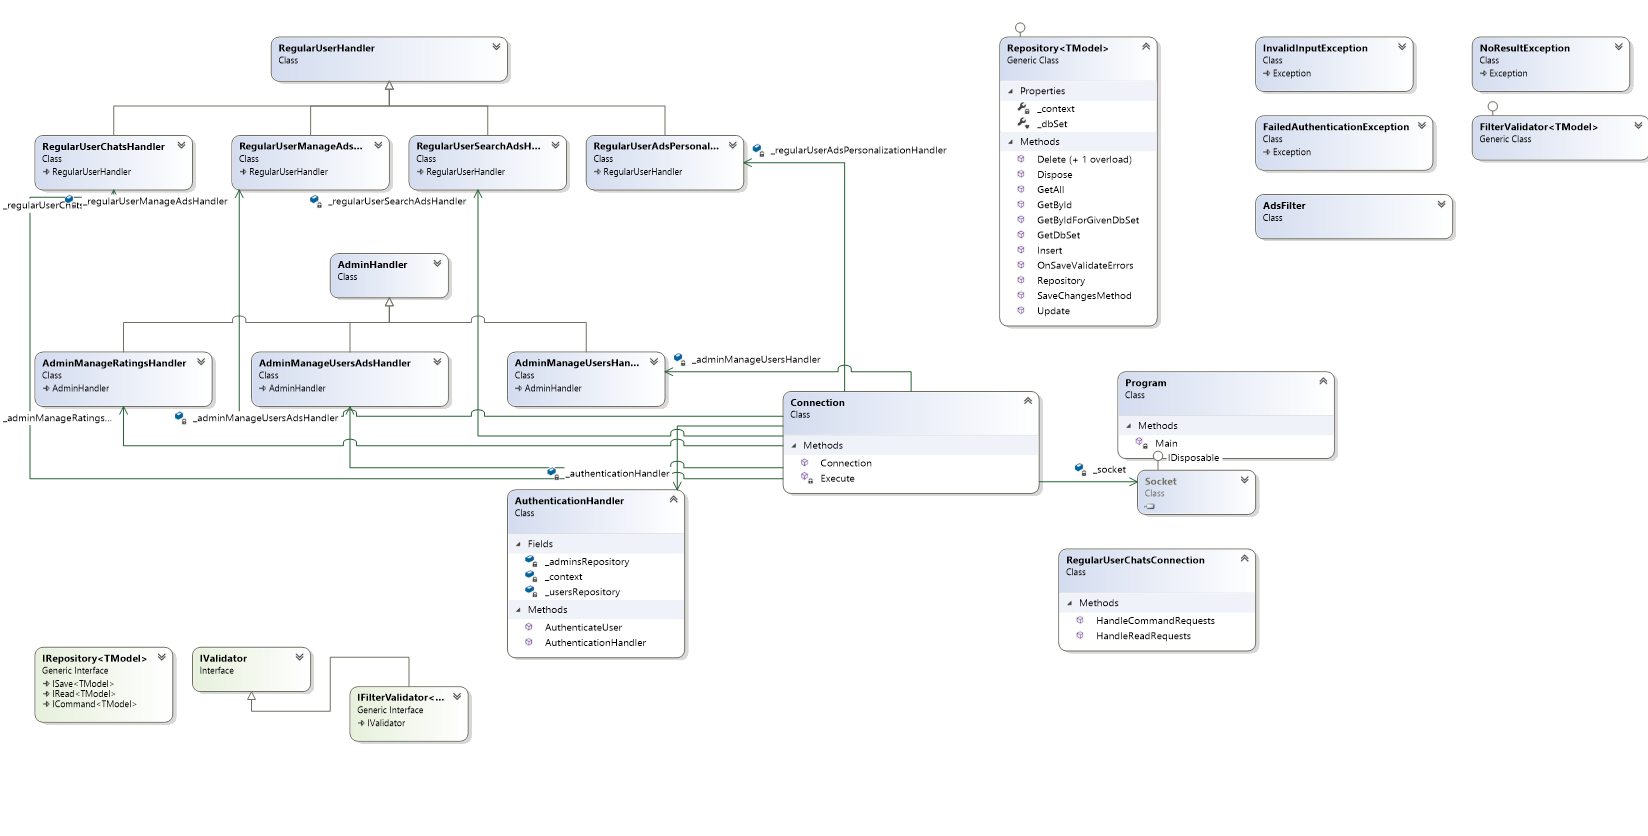 RegularUserHandler
Class
RegularUserChatsHandler
Class
RegularUserHandler
RegularUserManageAds...
Class
RegularUserHandler
RegularUserSearchAdsH...
Class
RegularUserHandler
RegularUserAdsPersonal...
Class
RegularUserHandler
_regularUserAdsPersonalizationHandler
_regularUserChats
_regularUserManageAdsHandler
_regularUserSearchAdsHandler
AdminHandler
Class
AdminManageRatingsHandler
Class
AdminHandler
AdminManageUsersAdsHandler
Class
AdminHandler
AdminManageUsersHan...
Class
AdminHandler
_adminManageUsersHandler
_adminManageRatings...
_adminManageUsersAdsHandler
_authenticationHandler
Connection
Class
Methods
Connection
Execute
AuthenticationHandler
Class
Fields
_adminsRepository
_context
_usersRepository
Methods
AuthenticateUser
AuthenticationHandler
Repository<TModel>
Generic Class
Properties
_context
_dbSet
Methods
Delete (+ 1 overload)
Dispose
GetAll
GetById
GetByIdForGivenDbSet
GetDbSet
Insert
OnSaveValidateErrors
Repository
SaveChangesMethod
Update
InvalidInputException
Class
Exception
NoResultException
Class
Exception
FailedAuthenticationException
Class
Exception
FilterValidator<TModel>
Generic Class
AdsFilter
Class
Program
Class
Methods
Main
IDisposable
_socket
Socket
Class
RegularUserChatsConnection
Class
Methods
HandleCommandRequests
HandleReadRequests
IRepository<TModel>
Generic Interface
ISave<TModel>
IRead<TModel>
ICommand<TModel>
IValidator
Interface
IFilterValidator<...
Generic Interface
IValidator